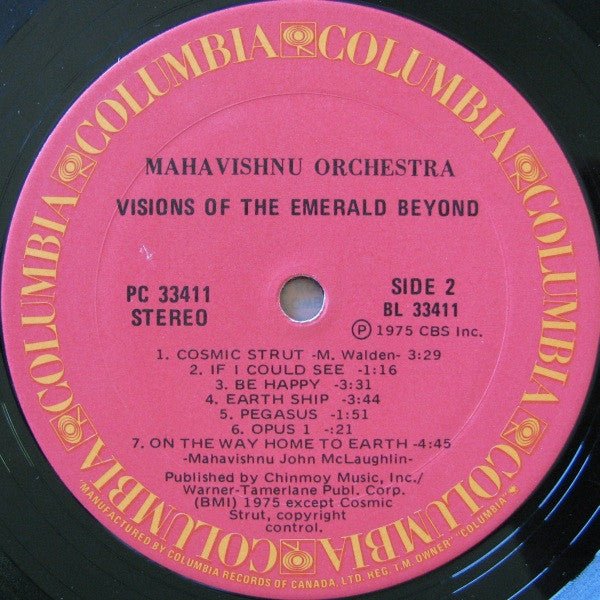 COLUMBIA COLUMBIA COLUMBIA COLUMBIA COLUMBIA COLUMBIA
MAHAVISHNU ORCHESTRA
VISIONS OF THE EMERALD BEYOND
PC 33411
STEREO
SIDE 2
BL 33411
℗ 1975 CBS Inc.
1. COSMIC STRUT -M. Walden- 3:29
2. IF I COULD SEE -1:16
3. BE HAPPY -3:31
4. EARTH SHIP -3:44
5. PEGASUS -1:51
6. OPUS 1 -:21
7. ON THE WAY HOME TO EARTH -4:45
-Mahavishnu John McLaughlin-
Published by Chinmoy Music, Inc./
Warner-Tamerlane Publ. Corp.
(BMI) 1975 except Cosmic
Strut, copyright
control.
"MANUFACTURED BY COLUMBIA RECORDS OF CANADA, LTD. REG. T.M. OWNER" "COLUMBIA"